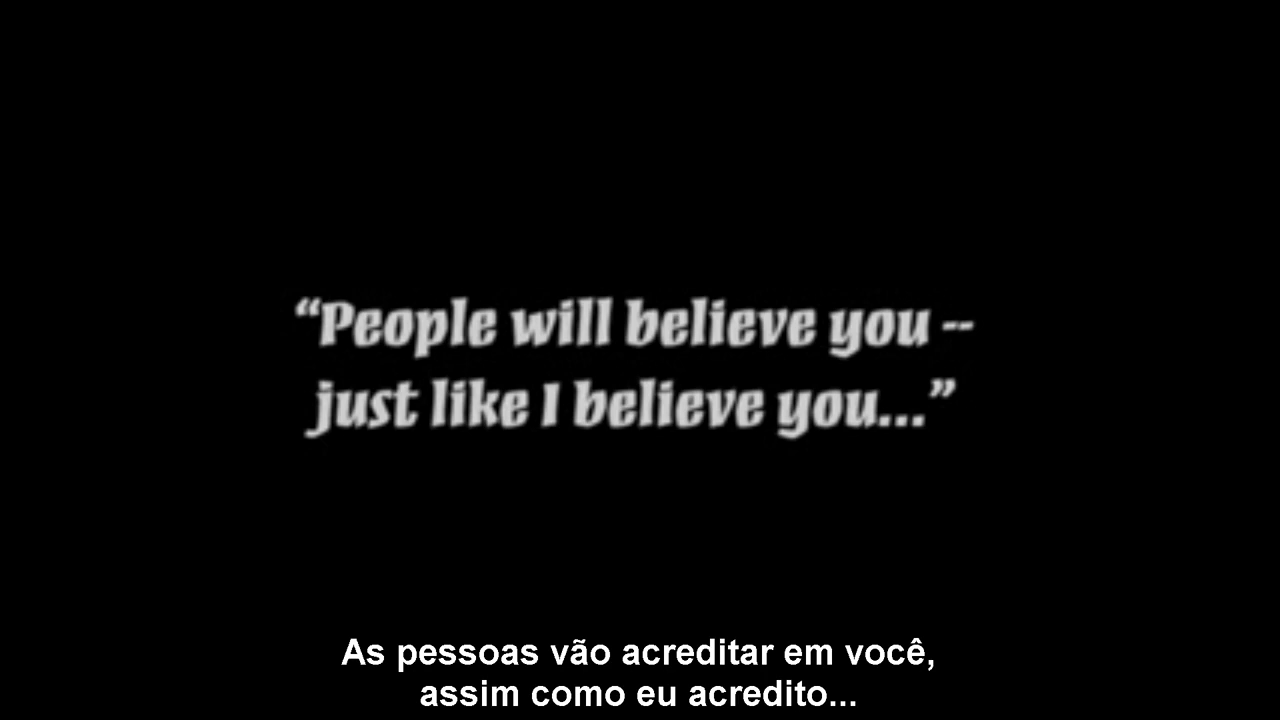 “People will believe you --
just like I believe you...”
As pessoas vão acreditar em você,
assim como eu acredito...